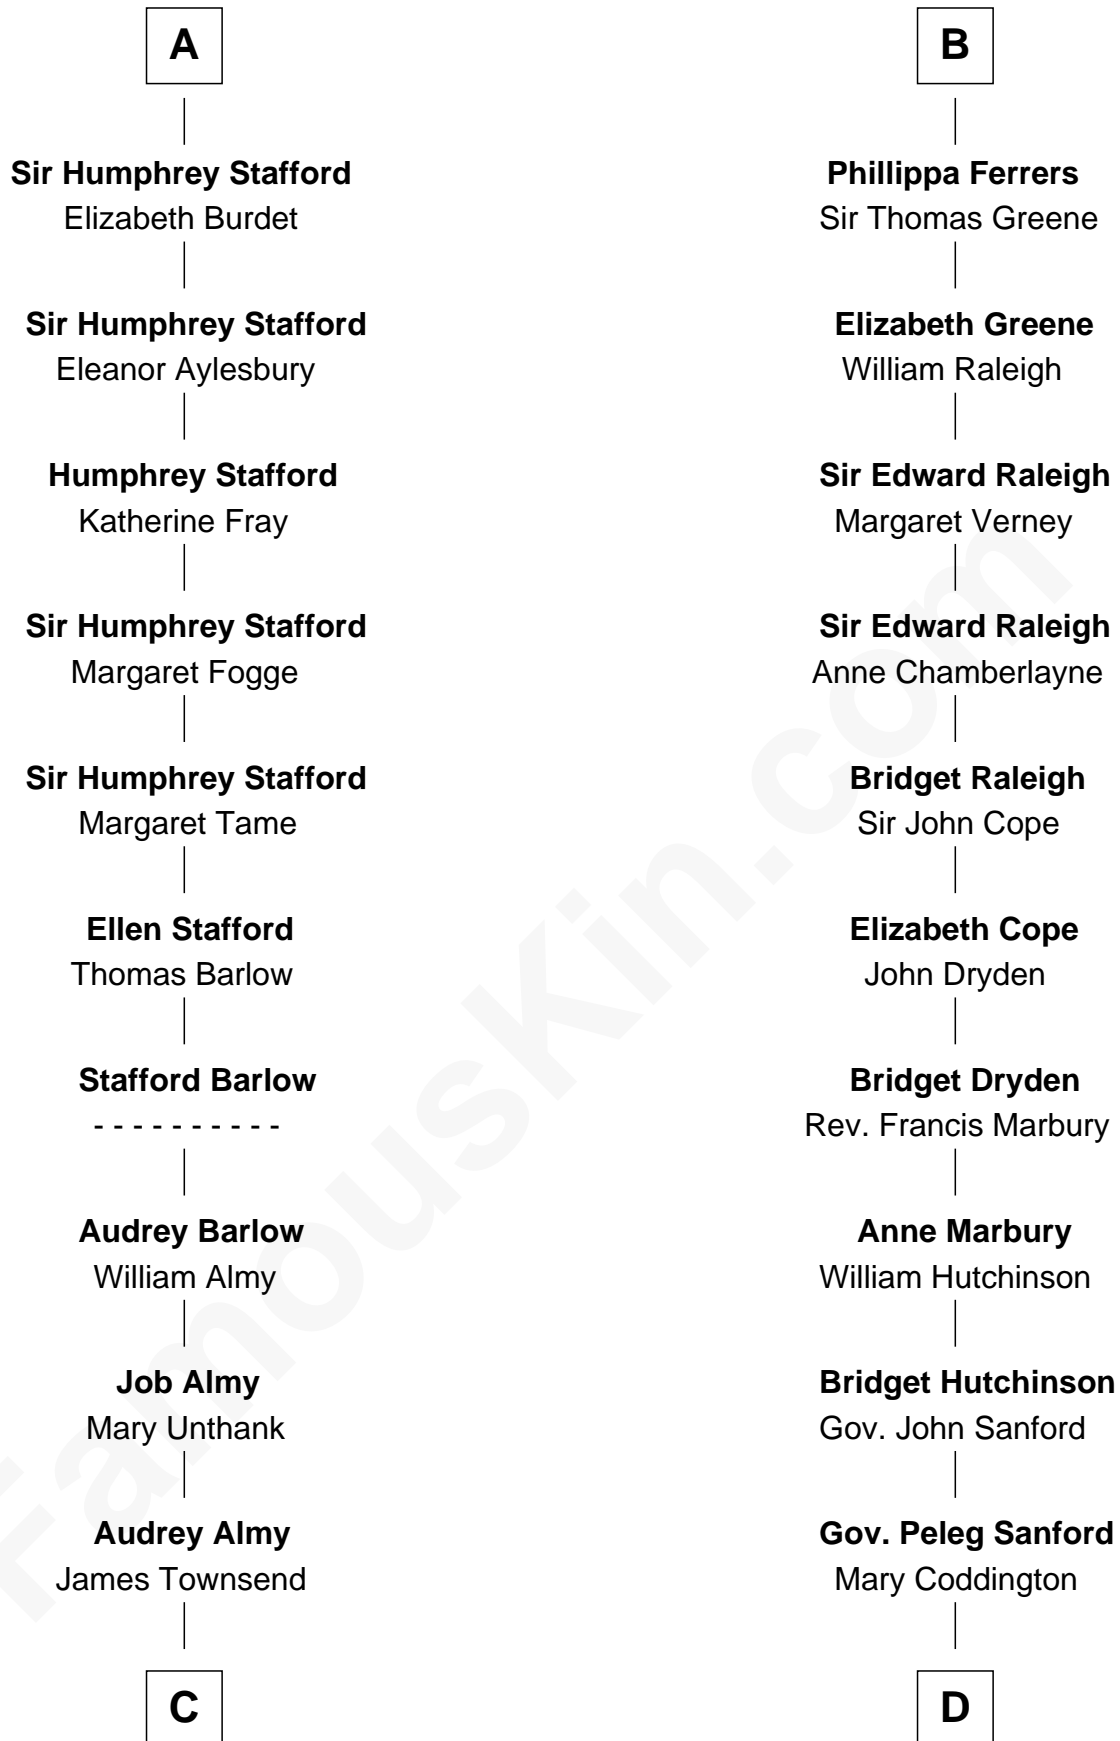 A
Sir Humphrey Stafford
Elizabeth Burdet
Sir Humphrey Stafford
Eleanor Aylesbury
Humphrey Stafford
Katherine Fray
Sir Humphrey Stafford
Margaret Fogge
Sir Humphrey Stafford
Margaret Tame
Ellen Stafford
Thomas Barlow
Stafford Barlow
- - - - - - - - - -
Audrey Barlow
William Almy
Job Almy
Mary Unthank
Audrey Almy
James Townsend
C
B
Phillippa Ferrers
Sir Thomas Greene
Elizabeth Greene
William Raleigh
Sir Edward Raleigh
Margaret Verney
Sir Edward Raleigh
Anne Chamberlayne
Bridget Raleigh
Sir John Cope
Elizabeth Cope
John Dryden
Bridget Dryden
Rev. Francis Marbury
Anne Marbury
William Hutchinson
Bridget Hutchinson
Gov. John Sanford
Gov. Peleg Sanford
Mary Coddington
D
FamousKin.com